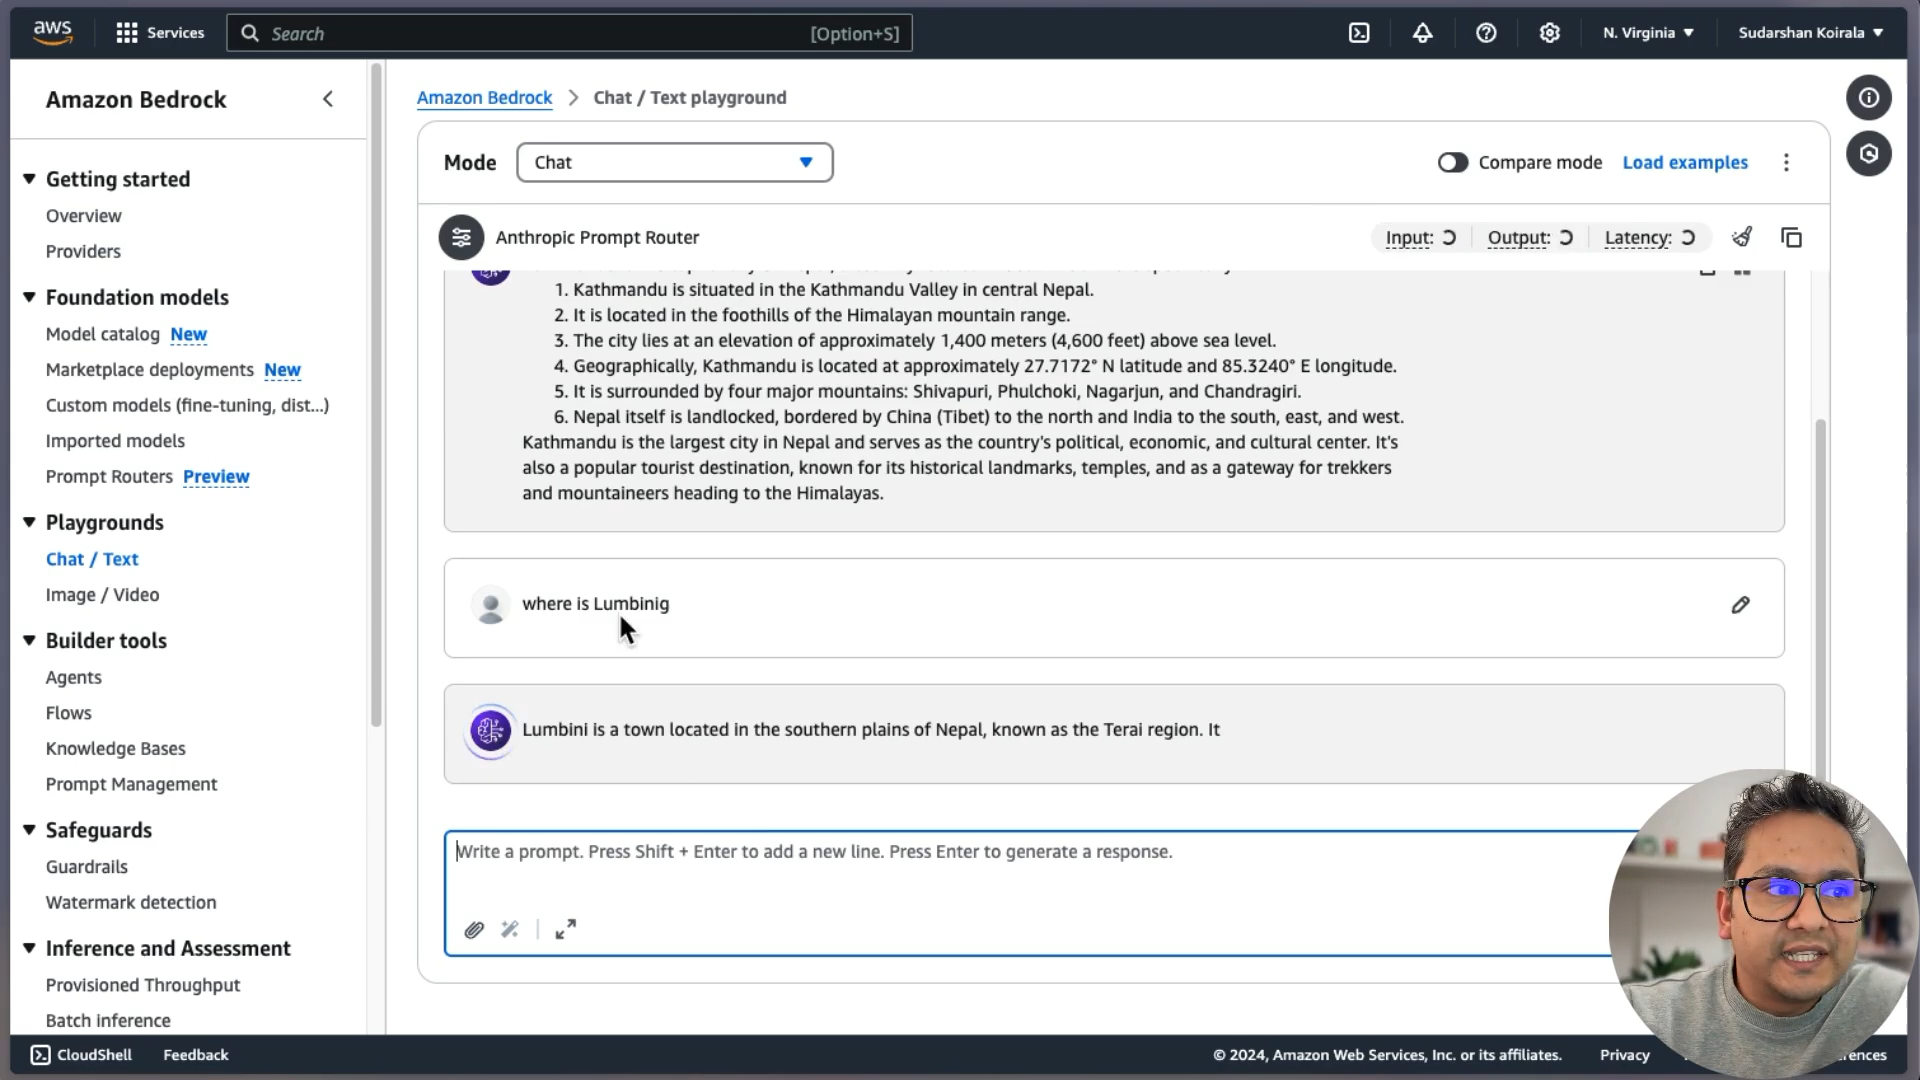 aws
Services
Search
[Option+S]
N. Virginia
Sudarshan Koirala
Amazon Bedrock
Getting started
Overview
Providers
Foundation models
Model catalog New
Marketplace deployments New
Custom models (fine-tuning, dist...)
Imported models
Prompt Routers Preview
Playgrounds
Chat / Text
Image / Video
Builder tools
Agents
Flows
Knowledge Bases
Prompt Management
Safeguards
Guardrails
Watermark detection
Inference and Assessment
Provisioned Throughput
Batch inference
Amazon Bedrock > Chat / Text playground
Mode
Chat
Compare mode
Load examples
Anthropic Prompt Router
Input:
Output:
Latency:
1. Kathmandu is situated in the Kathmandu Valley in central Nepal.
2. It is located in the foothills of the Himalayan mountain range.
3. The city lies at an elevation of approximately 1,400 meters (4,600 feet) above sea level.
4. Geographically, Kathmandu is located at approximately 27.7172° N latitude and 85.3240° E longitude.
5. It is surrounded by four major mountains: Shivapuri, Phulchoki, Nagarjun, and Chandragiri.
6. Nepal itself is landlocked, bordered by China (Tibet) to the north and India to the south, east, and west.
Kathmandu is the largest city in Nepal and serves as the country's political, economic, and cultural center. It's
also a popular tourist destination, known for its historical landmarks, temples, and as a gateway for trekkers
and mountaineers heading to the Himalayas.
where is Lumbinig
Lumbini is a town located in the southern plains of Nepal, known as the Terai region. It
Write a prompt. Press Shift + Enter to add a new line. Press Enter to generate a response.
CloudShell
Feedback
© 2024, Amazon Web Services, Inc. or its affiliates.
Privacy